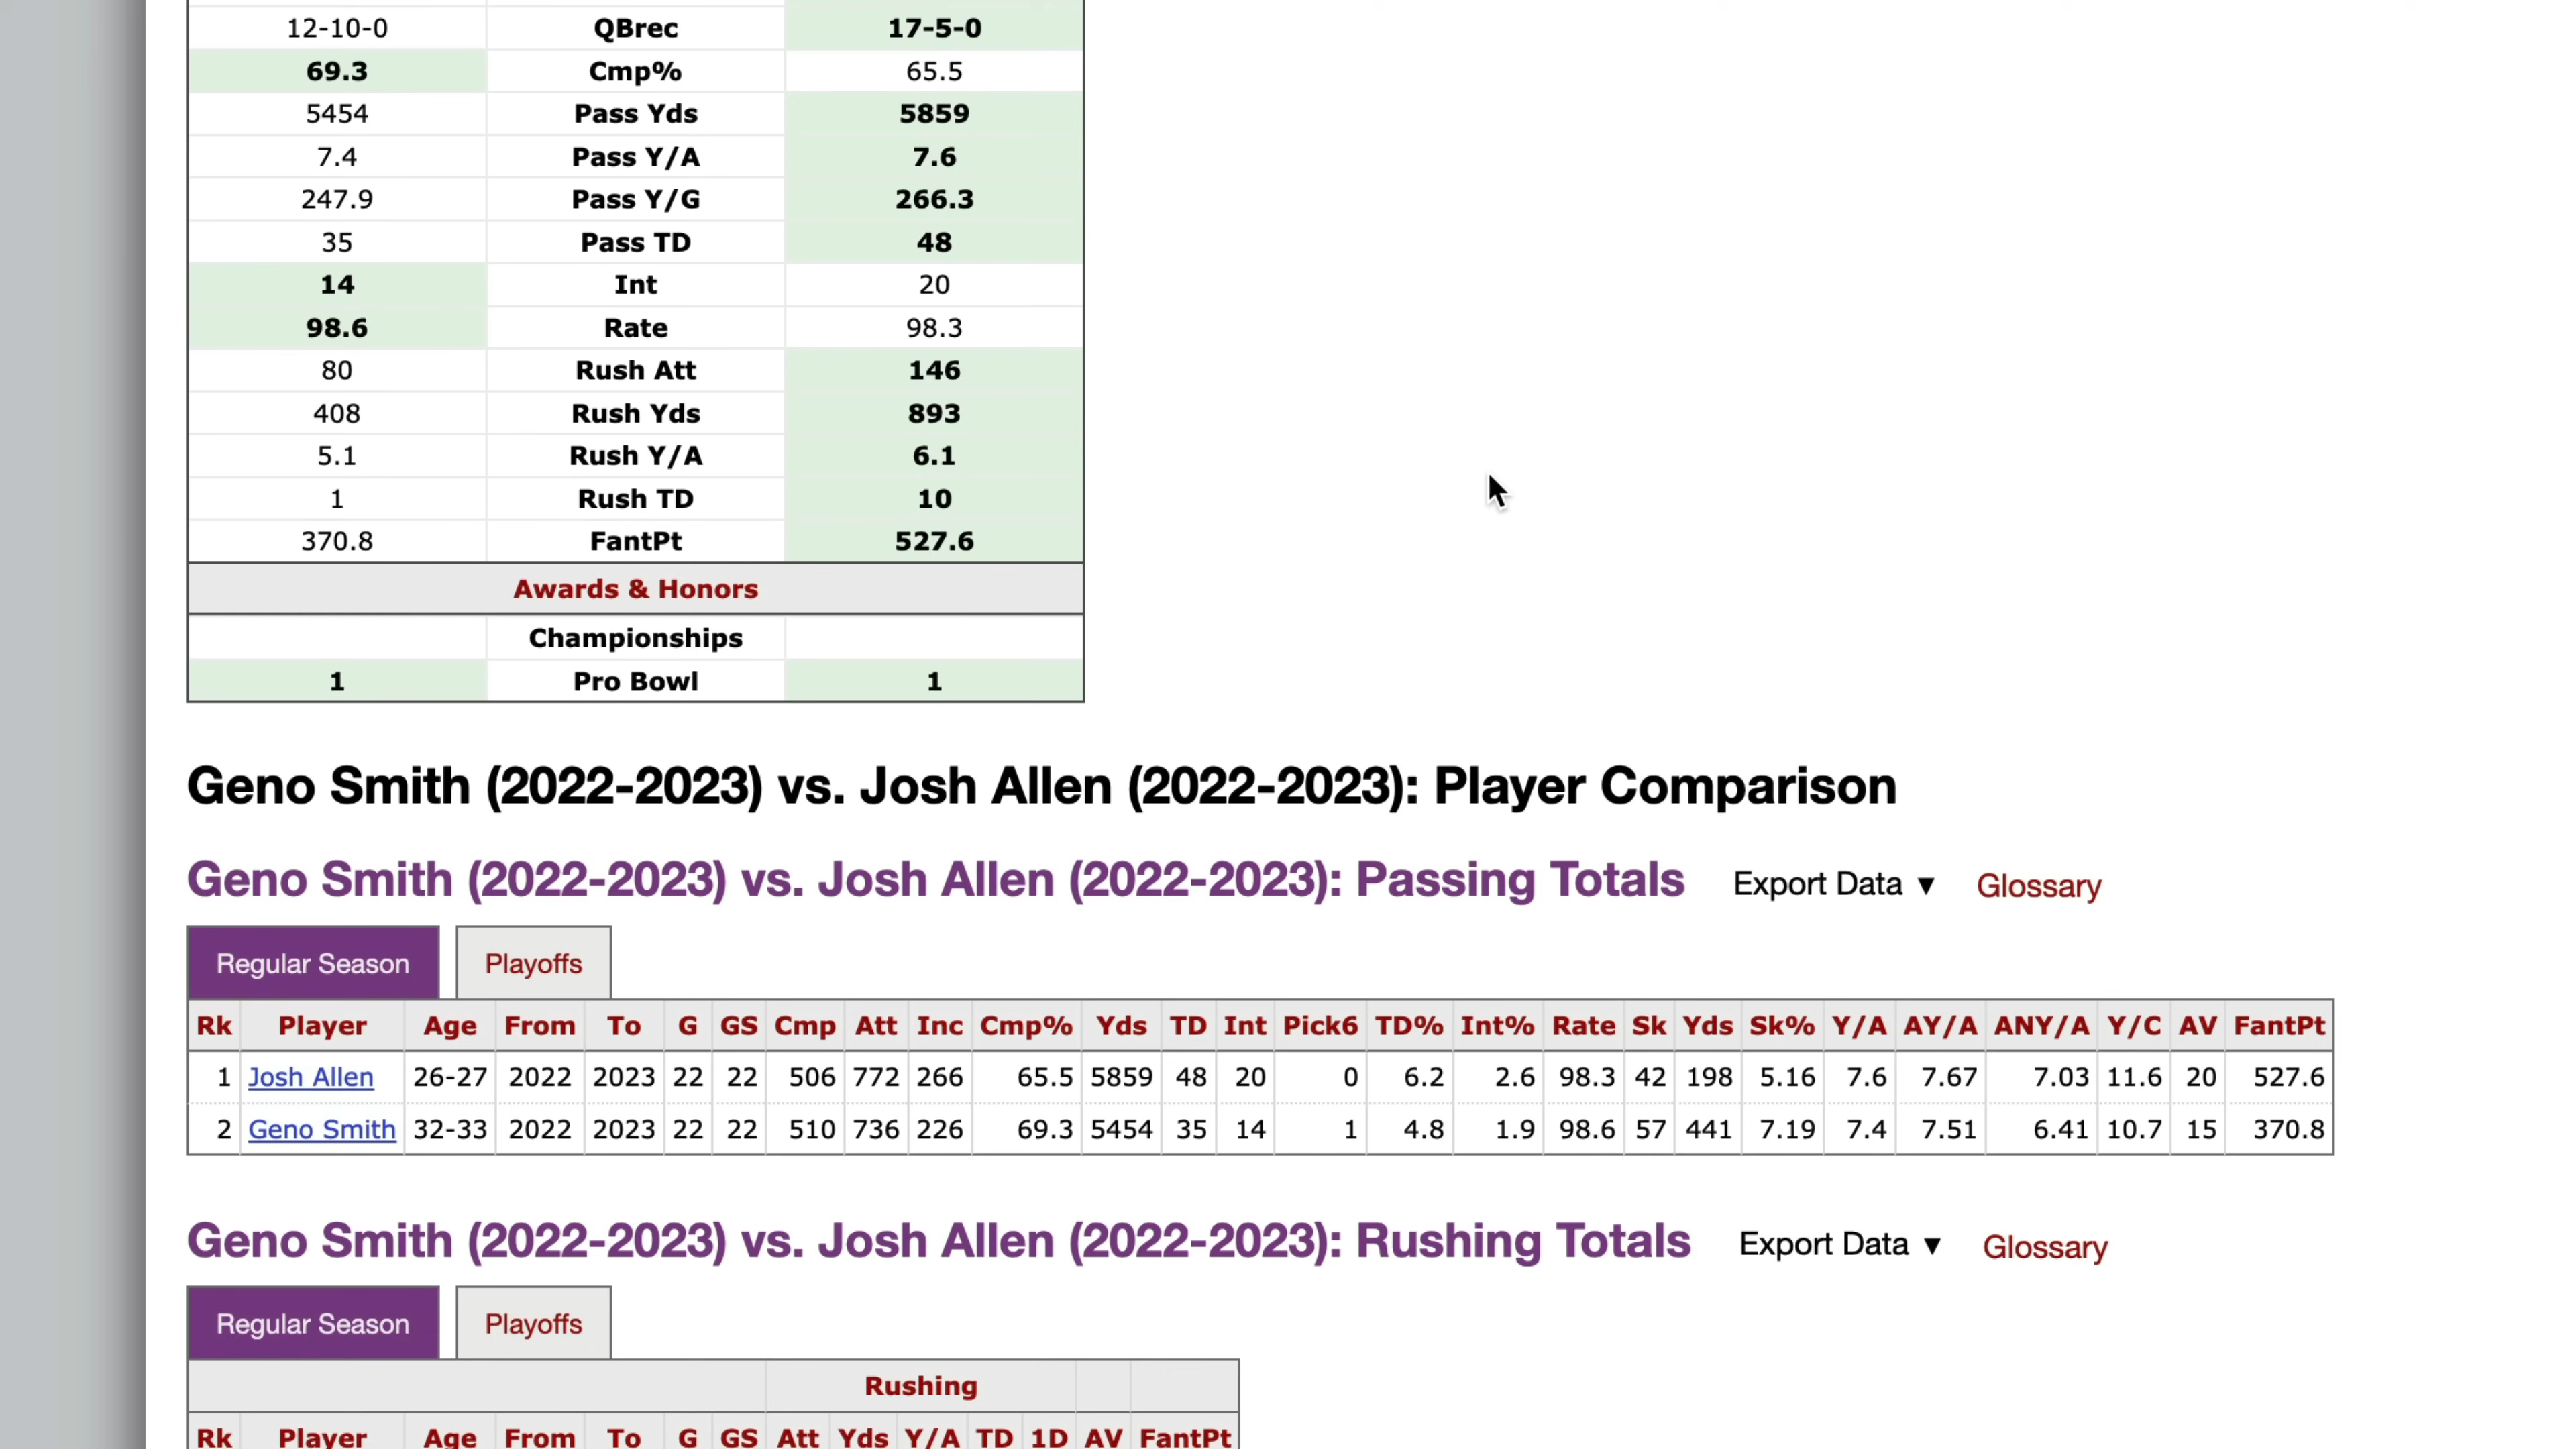 12-10-0 QBrec 17-5-0
69.3 Cmp% 65.5
5454 Pass Yds 5859
7.4 Pass Y/A 7.6
247.9 Pass Y/G 266.3
35 Pass TD 48
14 Int 20
98.6 Rate 98.3
80 Rush Att 146
408 Rush Yds 893
5.1 Rush Y/A 6.1
1 Rush TD 10
370.8 FantPt 527.6
Awards & Honors
Championships
1 Pro Bowl 1
Geno Smith (2022-2023) vs. Josh Allen (2022-2023): Player Comparison
Geno Smith (2022-2023) vs. Josh Allen (2022-2023): Passing Totals Export Data ▼ Glossary
Regular Season Playoffs
Rk Player Age From To G GS Cmp Att Inc Cmp% Yds TD Int Pick6 TD% Int% Rate Sk Yds Sk% Y/A AY/A ANY/A Y/C AV FantPt
1 Josh Allen 26-27 2022 2023 22 22 506 772 266 65.5 5859 48 20 0 6.2 2.6 98.3 42 198 5.16 7.6 7.67 7.03 11.6 20 527.6
2 Geno Smith 32-33 2022 2023 22 22 510 736 226 69.3 5454 35 14 1 4.8 1.9 98.6 57 441 7.19 7.4 7.51 6.41 10.7 15 370.8
Geno Smith (2022-2023) vs. Josh Allen (2022-2023): Rushing Totals Export Data ▼ Glossary
Regular Season Playoffs
Rushing
Rk Player Age From To G GS Att Yds Y/A TD 1D AV FantPt